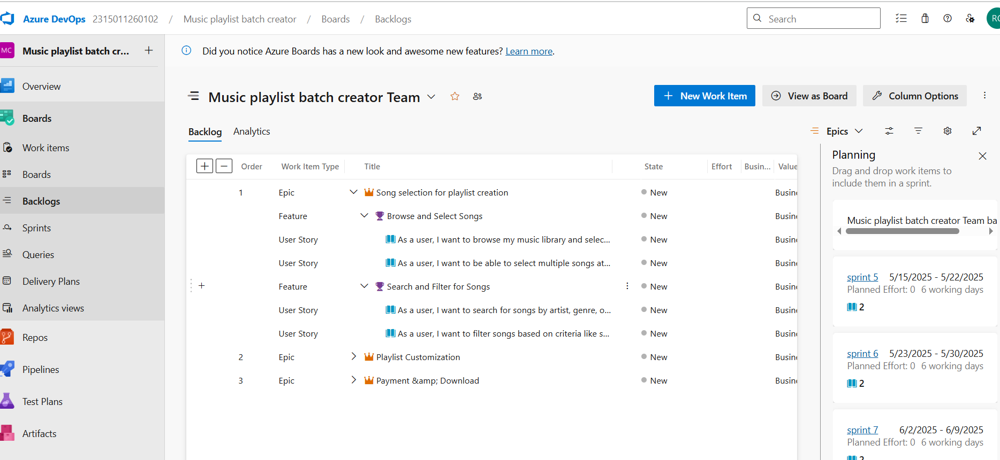 Azure DevOps 2315011260102 / Music playlist batch creator / Boards / Backlogs
Search
RC
MC Music playlist batch cr...
Did you notice Azure Boards has a new look and awesome new features? Learn more.
Overview
Boards
Work items
Boards
Backlogs
Sprints
Queries
Delivery Plans
Analytics views
Repos
Pipelines
Test Plans
Artifacts
Music playlist batch creator Team
New Work Item
View as Board
Column Options
Backlog Analytics
Epics
Order Work Item Type Title State Effort Busin... Value
1 Epic Song selection for playlist creation New Busine
Feature Browse and Select Songs New Busine
User Story As a user, I want to browse my music library and selec... New Busine
User Story As a user, I want to be able to select multiple songs at... New Busine
Feature Search and Filter for Songs New Busine
User Story As a user, I want to search for songs by artist, genre, o... New Busine
User Story As a user, I want to filter songs based on criteria like s... New Busine
2 Epic Playlist Customization New Busine
3 Epic Payment &amp; Download New Busine
Planning
Drag and drop work items to
include them in a sprint.
Music playlist batch creator Team ba
sprint 5 5/15/2025 - 5/22/2025
Planned Effort: 0 6 working days
2
sprint 6 5/23/2025 - 5/30/2025
Planned Effort: 0 6 working days
2
sprint 7 6/2/2025 - 6/9/2025
Planned Effort: 0 6 working days
2